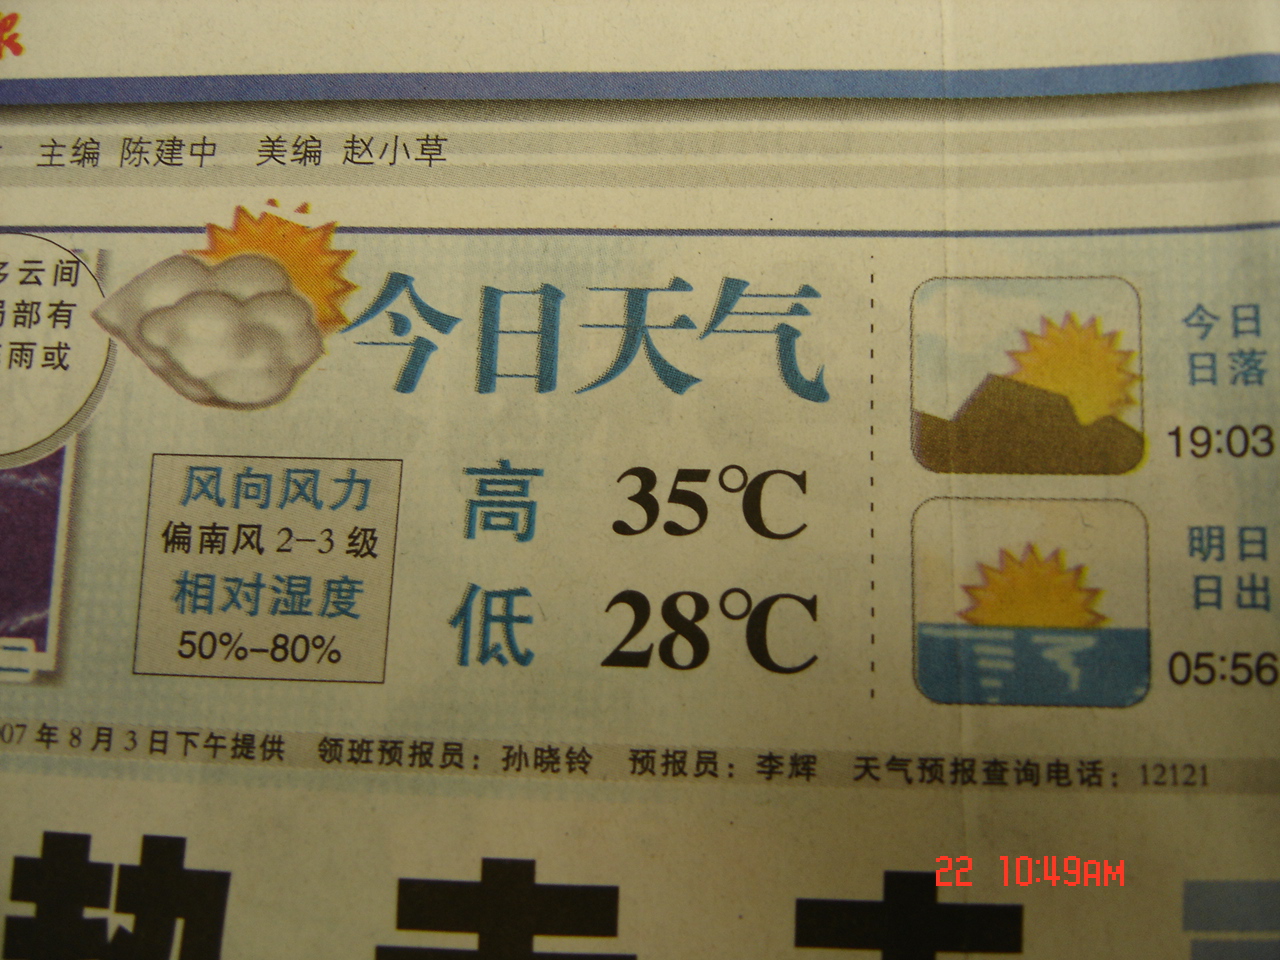 主编 陈建中 美编 赵小草
多云间
局部有
雨或
今日天气
风向风力
偏南风 2-3 级
相对湿度
50%-80%
高 35℃
低 28℃
今日
日落
19:03
明日
日出
05:56
07 年 8 月 3 日下午提供 领班预报员：孙晓铃 预报员：李辉 天气预报查询电话：12121
22 10:49AM